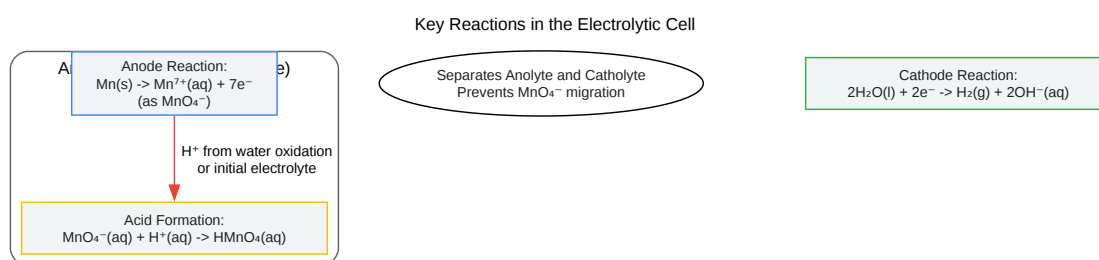 Key Reactions in the Electrolytic Cell
Anode Reaction:
Mn(s) -> Mn⁷⁺(aq) + 7e⁻
(as MnO₄⁻)
H⁺ from water oxidation
or initial electrolyte
Acid Formation:
MnO₄⁻(aq) + H⁺(aq) -> HMnO₄(aq)
Separates Anolyte and Catholyte
Prevents MnO₄⁻ migration
Cathode Reaction:
2H₂O(l) + 2e⁻ -> H₂(g) + 2OH⁻(aq)